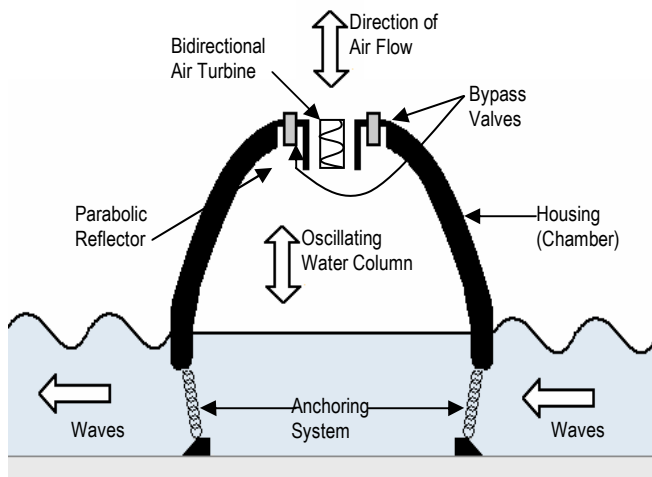 Direction of
Air Flow
Bidirectional
Air Turbine
Bypass
Valves
Parabolic
Reflector
Oscillating
Water Column
Housing
(Chamber)
Waves
Anchoring
System
Waves